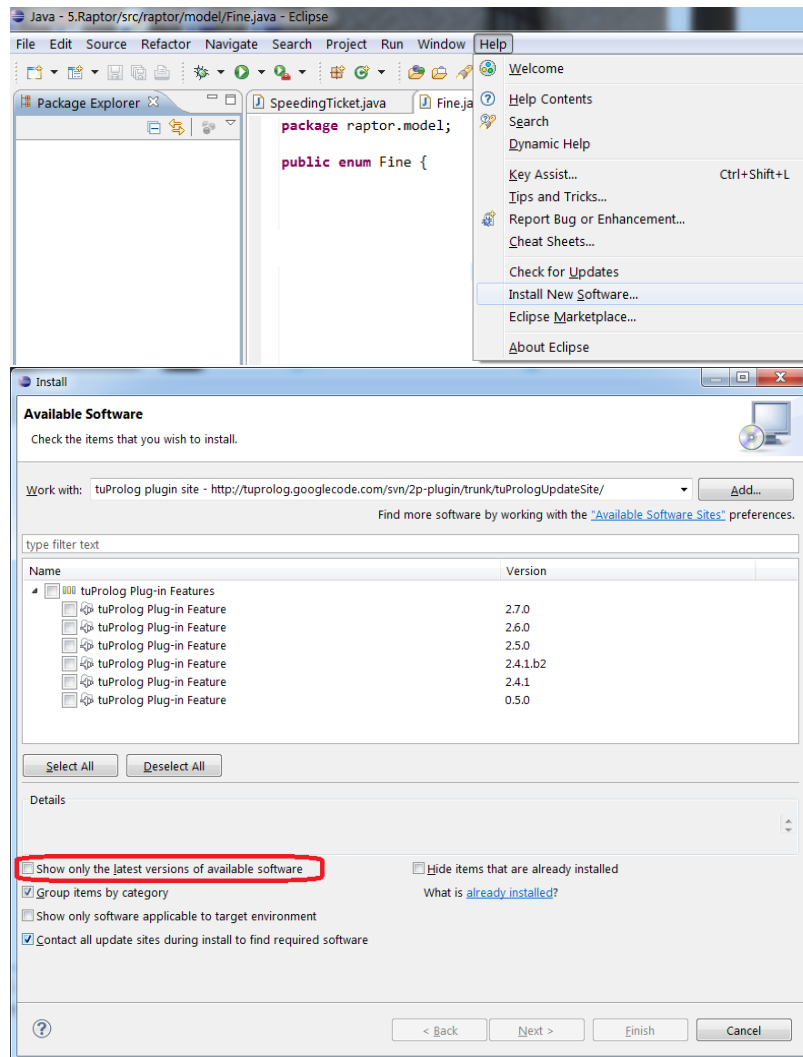 Java - 5.Raptor/src/raptor/model/Fine.java - Eclipse
File Edit Source Refactor Navigate Search Project Run Window Help
Welcome
Package Explorer SpeedingTicket.java Fine.ja Help Contents
Search
package raptor.model;
Dynamic Help
public enum Fine {
Key Assist... Ctrl+Shift+L
Tips and Tricks...
Report Bug or Enhancement...
Cheat Sheets...
Check for Updates
Install New Software...
Eclipse Marketplace...
About Eclipse
Install
Available Software
Check the items that you wish to install.
Work with: tuProlog plugin site - http://tuprolog.googlecode.com/svn/2p-plugin/trunk/tuPrologUpdateSite/ Add...
Find more software by working with the "Available Software Sites" preferences.
type filter text
Name Version
tuProlog Plug-in Features
tuProlog Plug-in Feature 2.7.0
tuProlog Plug-in Feature 2.6.0
tuProlog Plug-in Feature 2.5.0
tuProlog Plug-in Feature 2.4.1.b2
tuProlog Plug-in Feature 2.4.1
tuProlog Plug-in Feature 0.5.0
Select All Deselect All
Details
Show only the latest versions of available software Hide items that are already installed
Group items by category What is already installed?
Show only software applicable to target environment
Contact all update sites during install to find required software
< Back Next > Finish Cancel